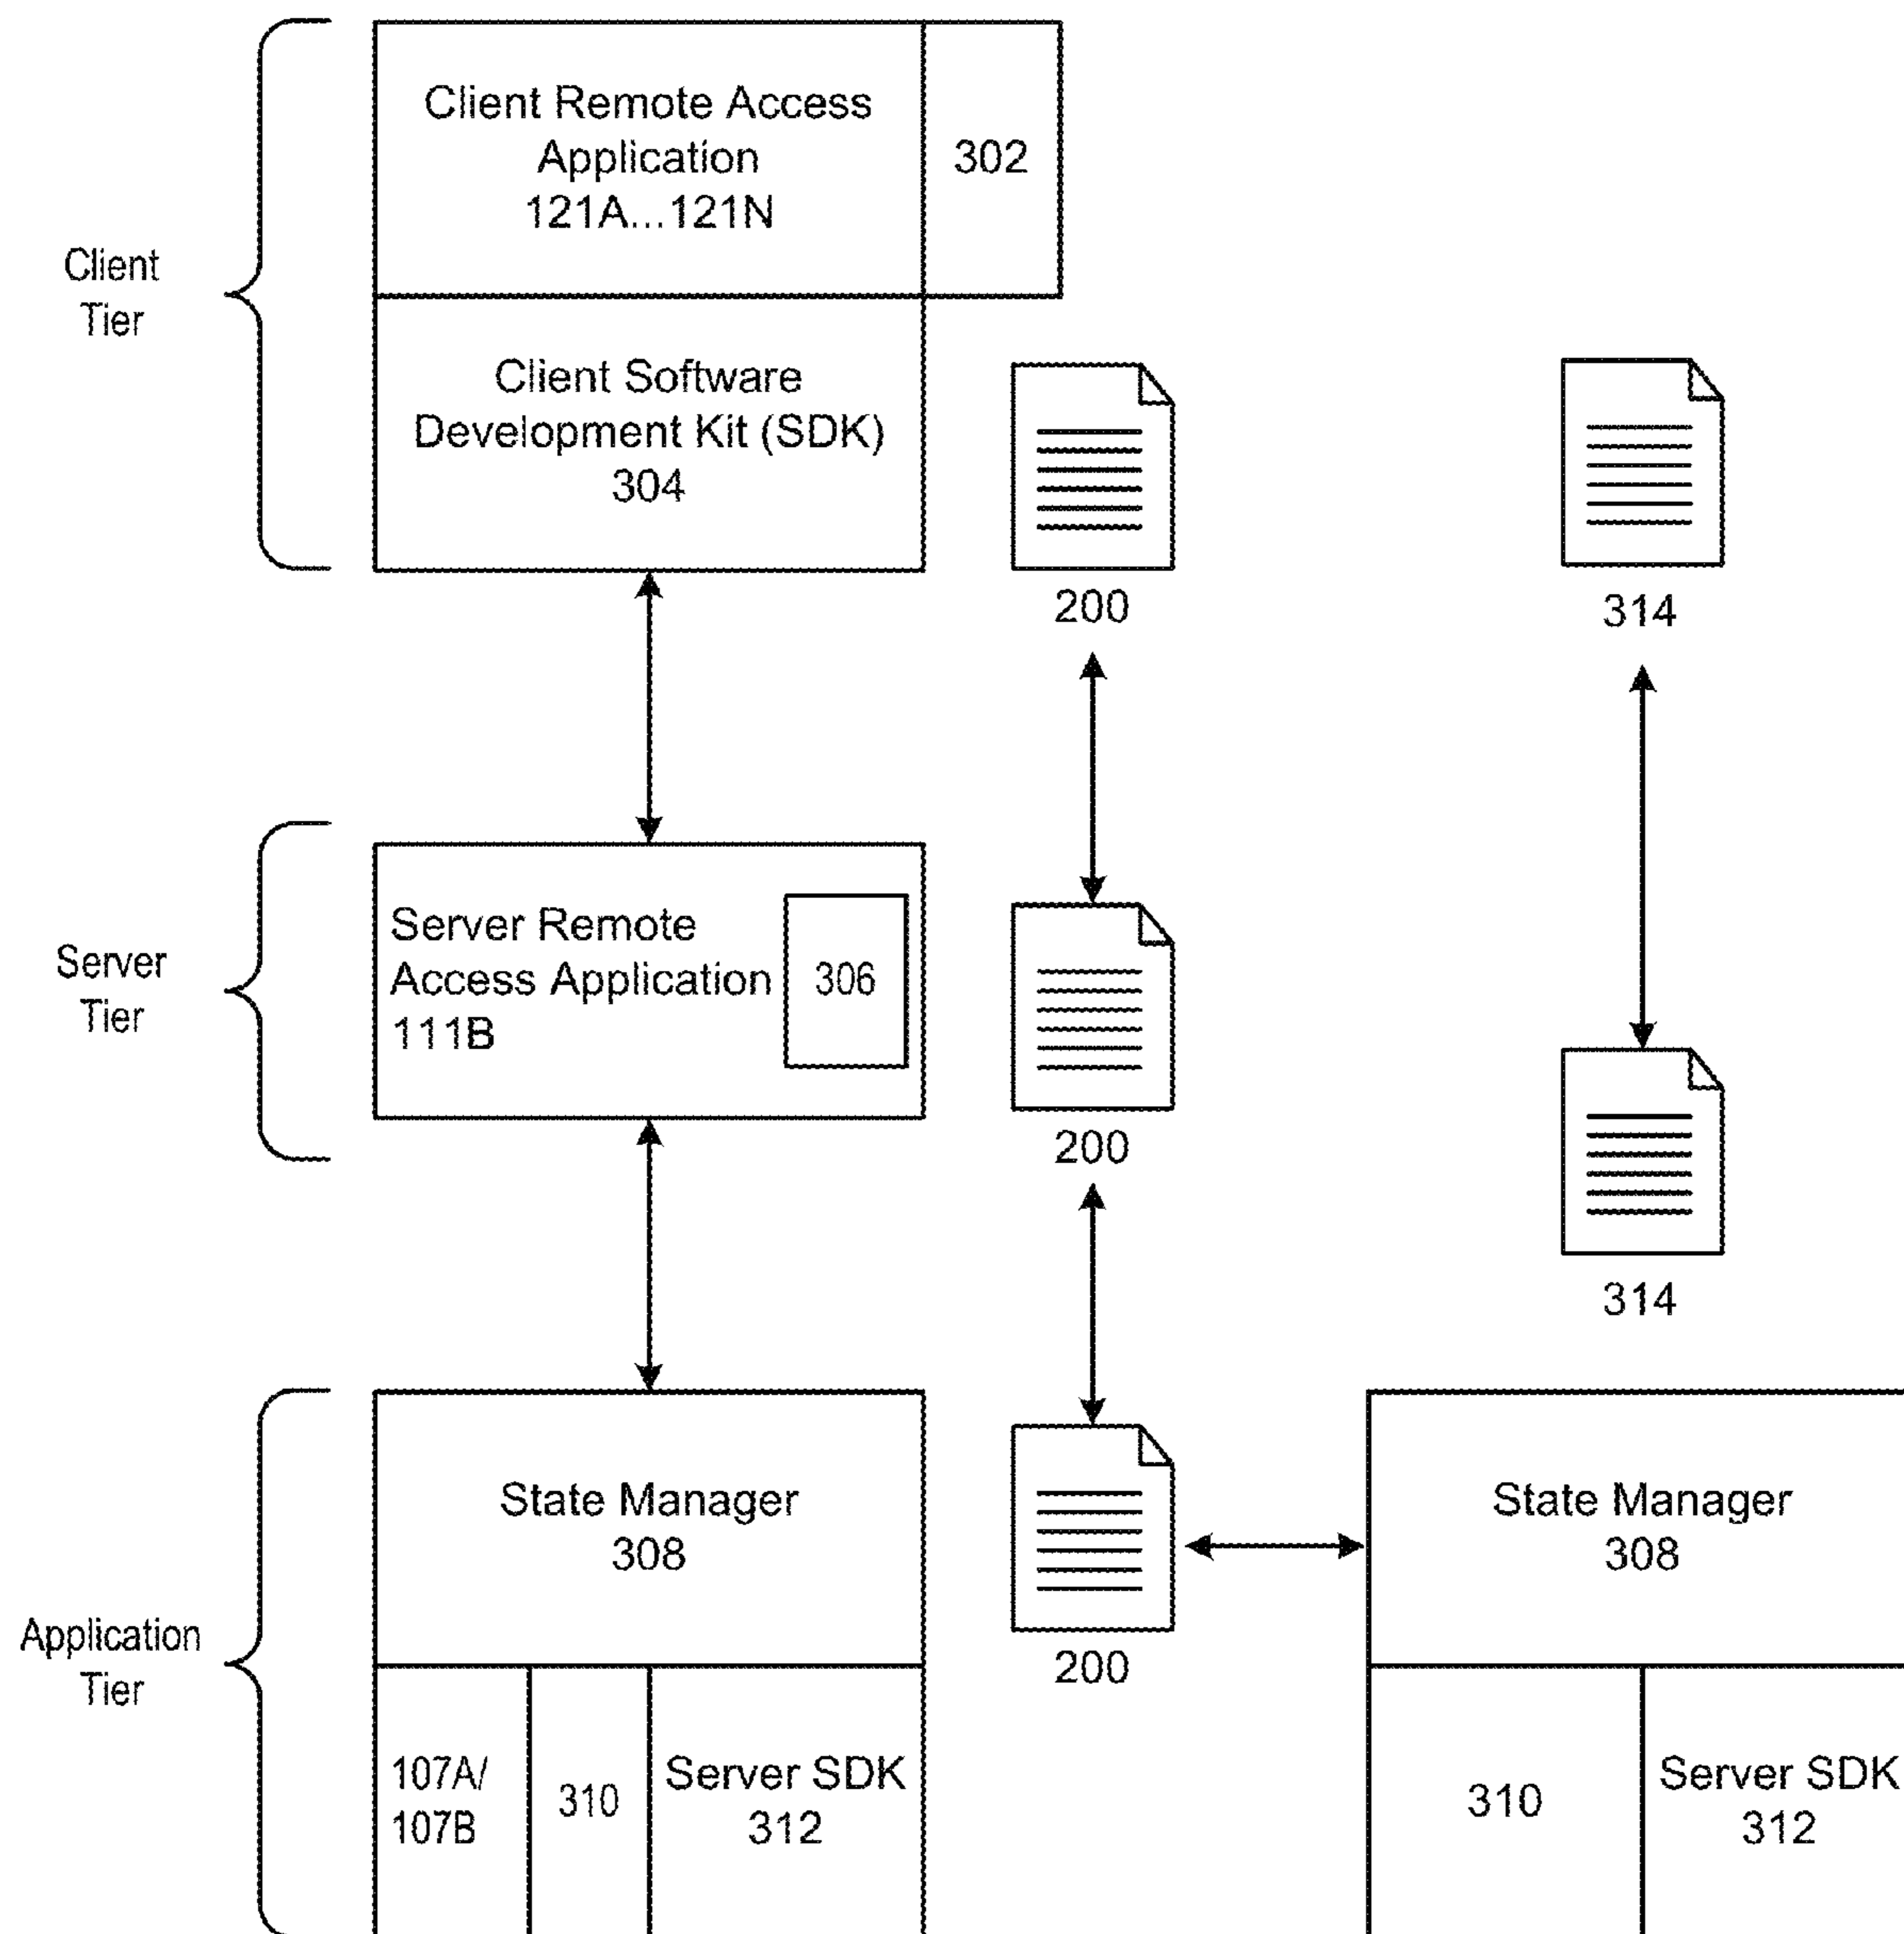 Client Remote Access
Application
121A...121N
302
Client
Tier
Client Software
Development Kit (SDK)
304
200
314
Server Remote
Access Application
111B
306
Server
Tier
200
314
State Manager
308
State Manager
308
Application
Tier
200
107A/
107B
310
Server SDK
312
310
Server SDK
312